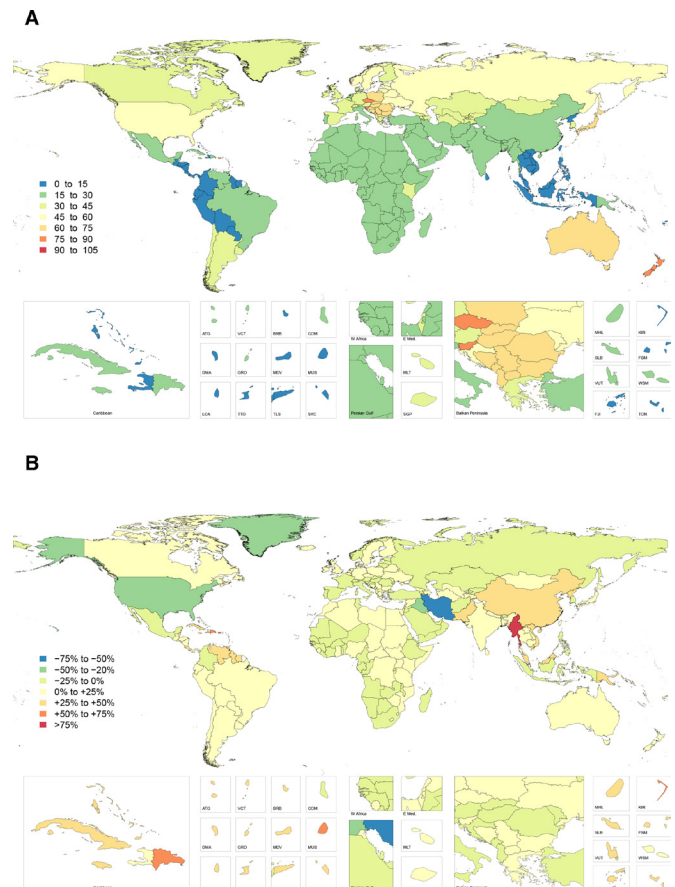 A
0 to 15
15 to 30
30 to 45
45 to 60
60 to 75
75 to 90
90 to 105
ATG
VCT
BRB
COM
W Africa
E Med.
MHL
KIR
DMA
GRD
MDV
MUS
MLT
SLB
FSM
VUT
WSM
LCA
TTO
TLS
SYC
Caribbean
Persian Gulf
SGP
Balkan Peninsula
FJI
TON
B
−75% to −50%
−50% to −20%
−25% to 0%
0% to +25%
+25% to +50%
+50% to +75%
>75%
ATG
VCT
BRB
COM
W Africa
E Med.
MHL
KIR
DMA
GRD
MDV
MUS
MLT
SLB
FSM
VUT
WSM